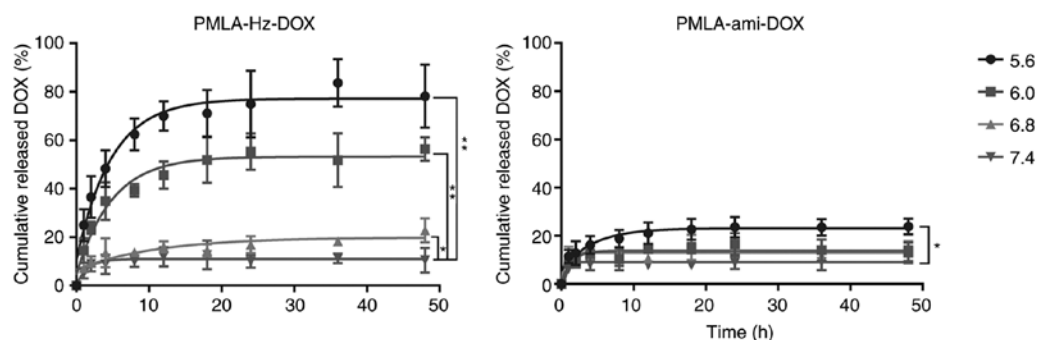 PMLA-Hz-DOX
Cumulative released DOX (%)
100
80
60
40
20
0
0 10 20 30 40 50
**
**
*
PMLA-ami-DOX
Cumulative released DOX (%)
100
80
60
40
20
0
0 10 20 30 40 50
Time (h)
*
5.6
6.0
6.8
7.4